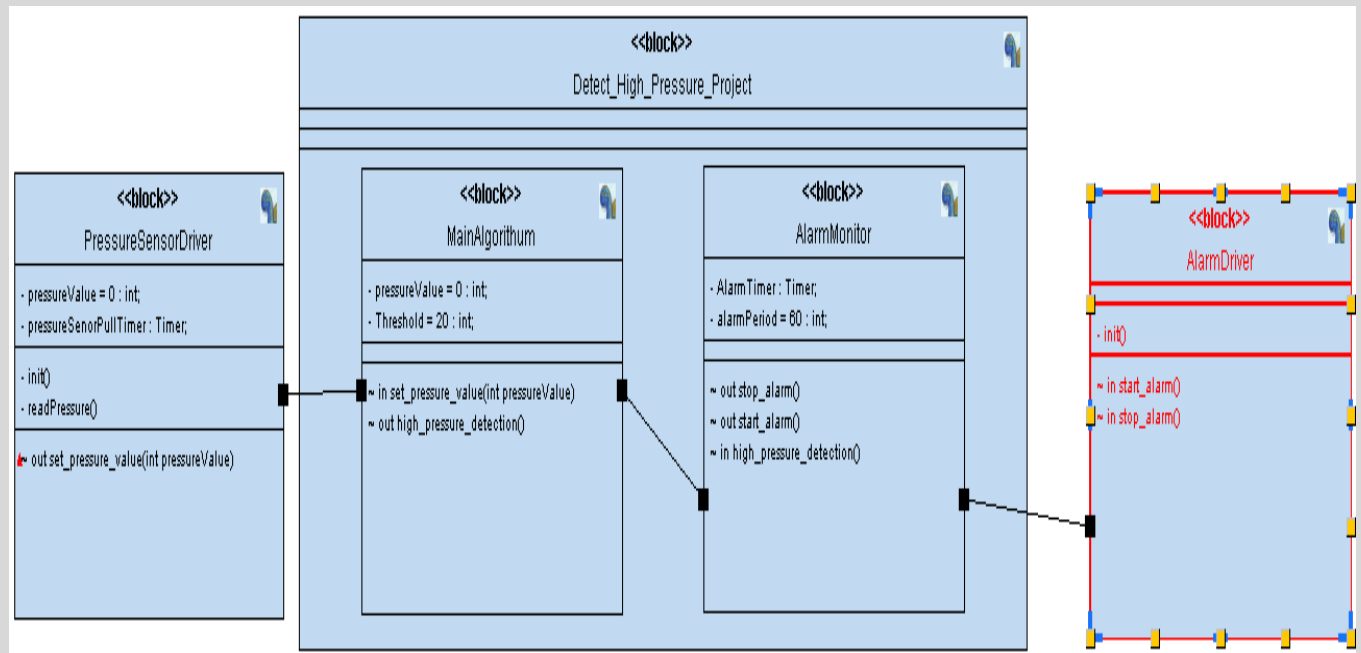 <<block>>
Detect_High_Pressure_Project
<<block>>
PressureSensorDriver
- pressureValue = 0 : int;
- pressureSenorPullTimer : Timer;
- init()
- readPressure()
~ out set_pressure_value(int pressureValue)
<<block>>
MainAlgorithum
- pressureValue = 0 : int;
- Threshold = 20 : int;
~ in set_pressure_value(int pressureValue)
~ out high_pressure_detection()
<<block>>
AlarmMonitor
- AlarmTimer : Timer;
- alarmPeriod = 60 : int;
~ out stop_alarm()
~ out start_alarm()
~ in high_pressure_detection()
<<block>>
AlarmDriver
- init()
~ in start_alarm()
~ in stop_alarm()